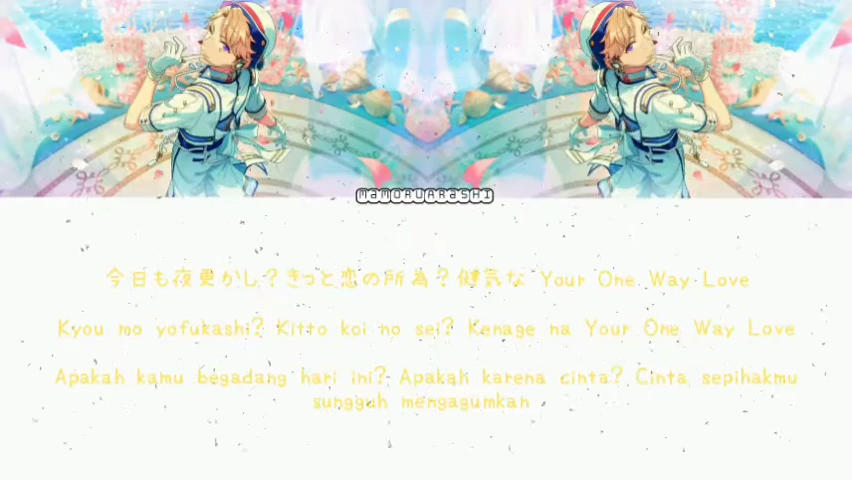 MAMORUARASHI
今日も夜更かし?きっと恋の所為?健気な Your One Way Love
Kyou mo yofukashi? Kitto koi no sei? Kenage na Your One Way Love
Apakah kamu begadang hari ini? Apakah karena cinta? Cinta sepihakmu
sungguh mengagumkan